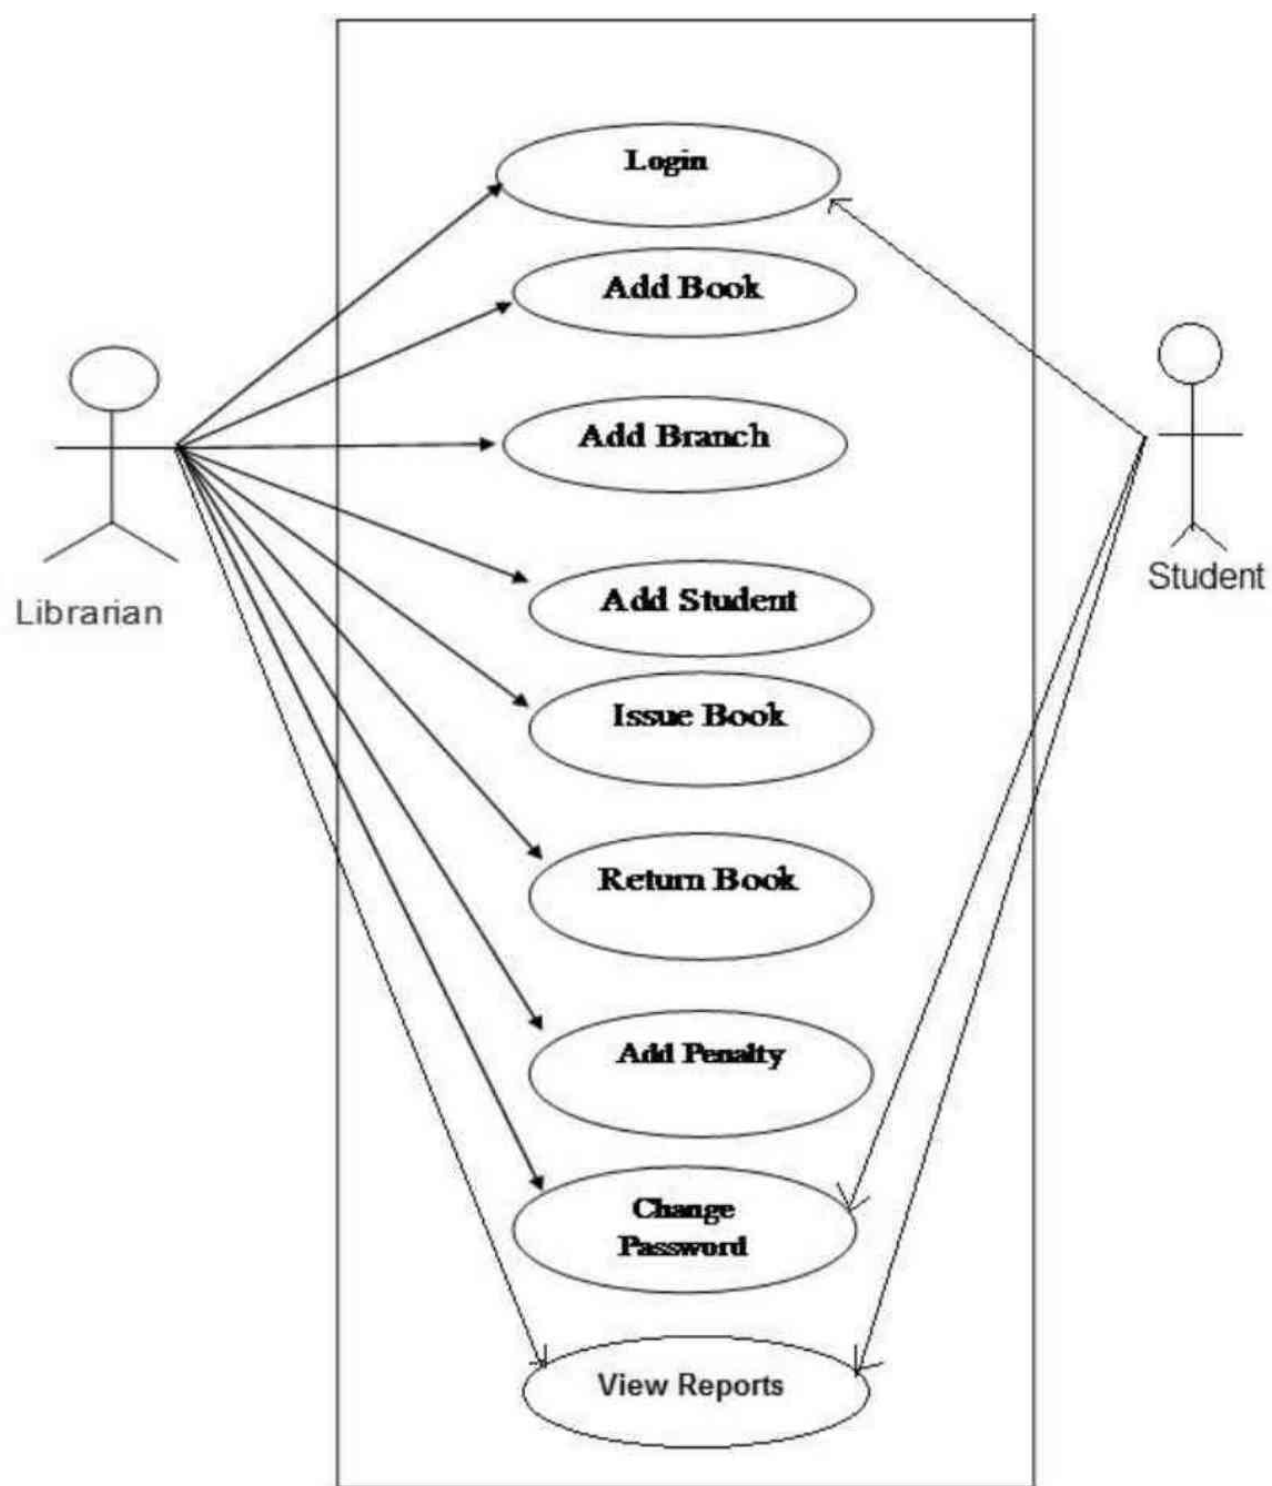 Login
Add Book
Add Branch
Add Student
Student
Librarian
Issue Book
Return Book
Add Penalty
Change
Password
View Reports